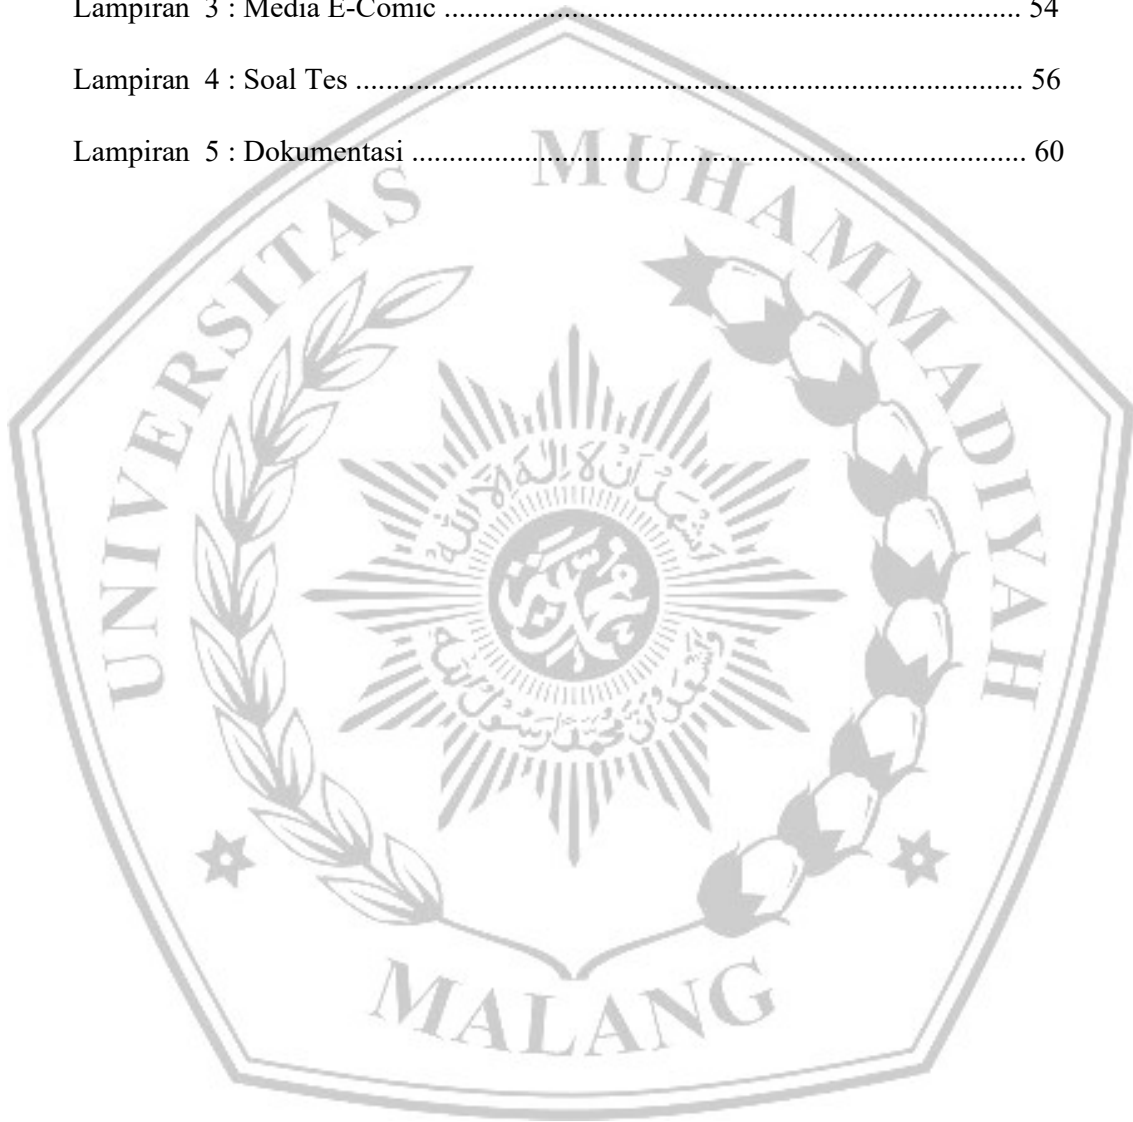 Lampiran 3 : Media E-Comic ................................................................ 54
Lampiran 4 : Soal Tes .......................................................................... 56
Lampiran 5 : Dokumentasi .................................................................... 60
UNIVERSITAS MUHAMMADIYAH
MALANG